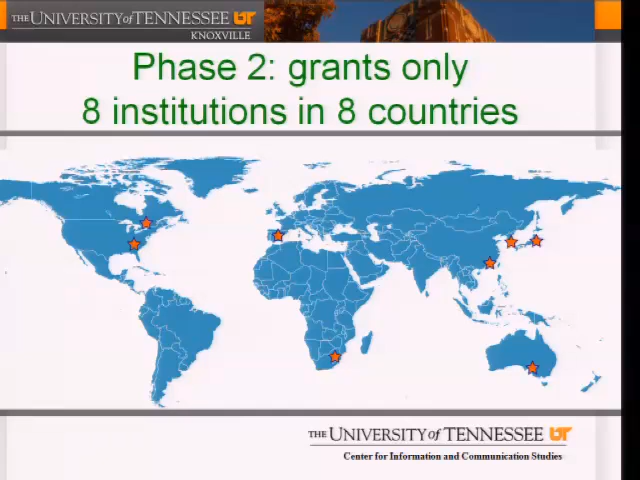 THE UNIVERSITY of TENNESSEE UT
KNOXVILLE
Phase 2: grants only
8 institutions in 8 countries
THE UNIVERSITY of TENNESSEE UT
Center for Information and Communication Studies